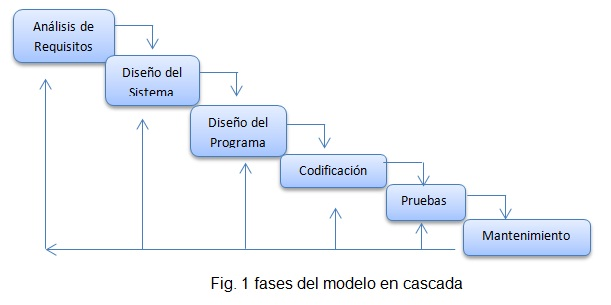 Análisis de
Requisitos
Diseño del
Sistema
Diseño del
Programa
Codificación
Pruebas
Mantenimiento
Fig. 1 fases del modelo en cascada